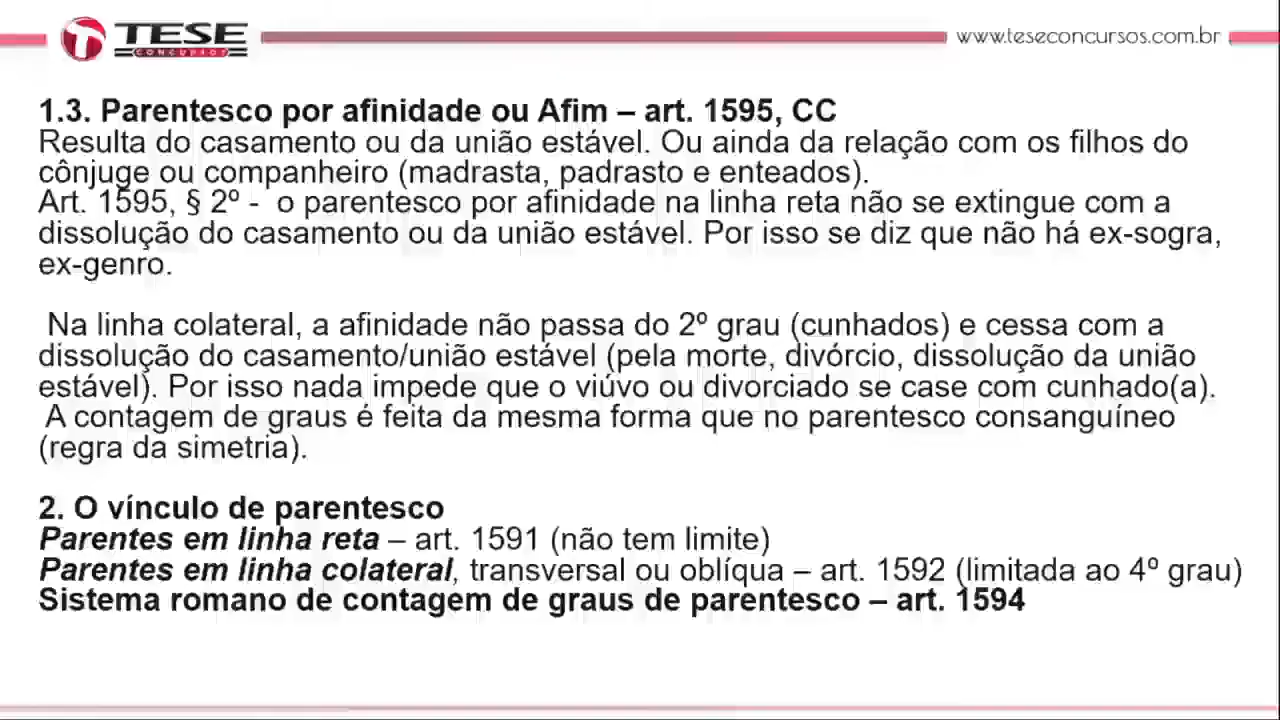 TESE
CONCURSOS
www.teseconcursos.com.br
1.3. Parentesco por afinidade ou Afim – art. 1595, CC
Resulta do casamento ou da união estável. Ou ainda da relação com os filhos do
cônjuge ou companheiro (madrasta, padrasto e enteados).
Art. 1595, § 2º -  o parentesco por afinidade na linha reta não se extingue com a
dissolução do casamento ou da união estável. Por isso se diz que não há ex-sogra,
ex-genro.
Na linha colateral, a afinidade não passa do 2º grau (cunhados) e cessa com a
dissolução do casamento/união estável (pela morte, divórcio, dissolução da união
estável). Por isso nada impede que o viúvo ou divorciado se case com cunhado(a).
A contagem de graus é feita da mesma forma que no parentesco consanguíneo
(regra da simetria).
2. O vínculo de parentesco
Parentes em linha reta – art. 1591 (não tem limite)
Parentes em linha colateral, transversal ou oblíqua – art. 1592 (limitada ao 4º grau)
Sistema romano de contagem de graus de parentesco – art. 1594